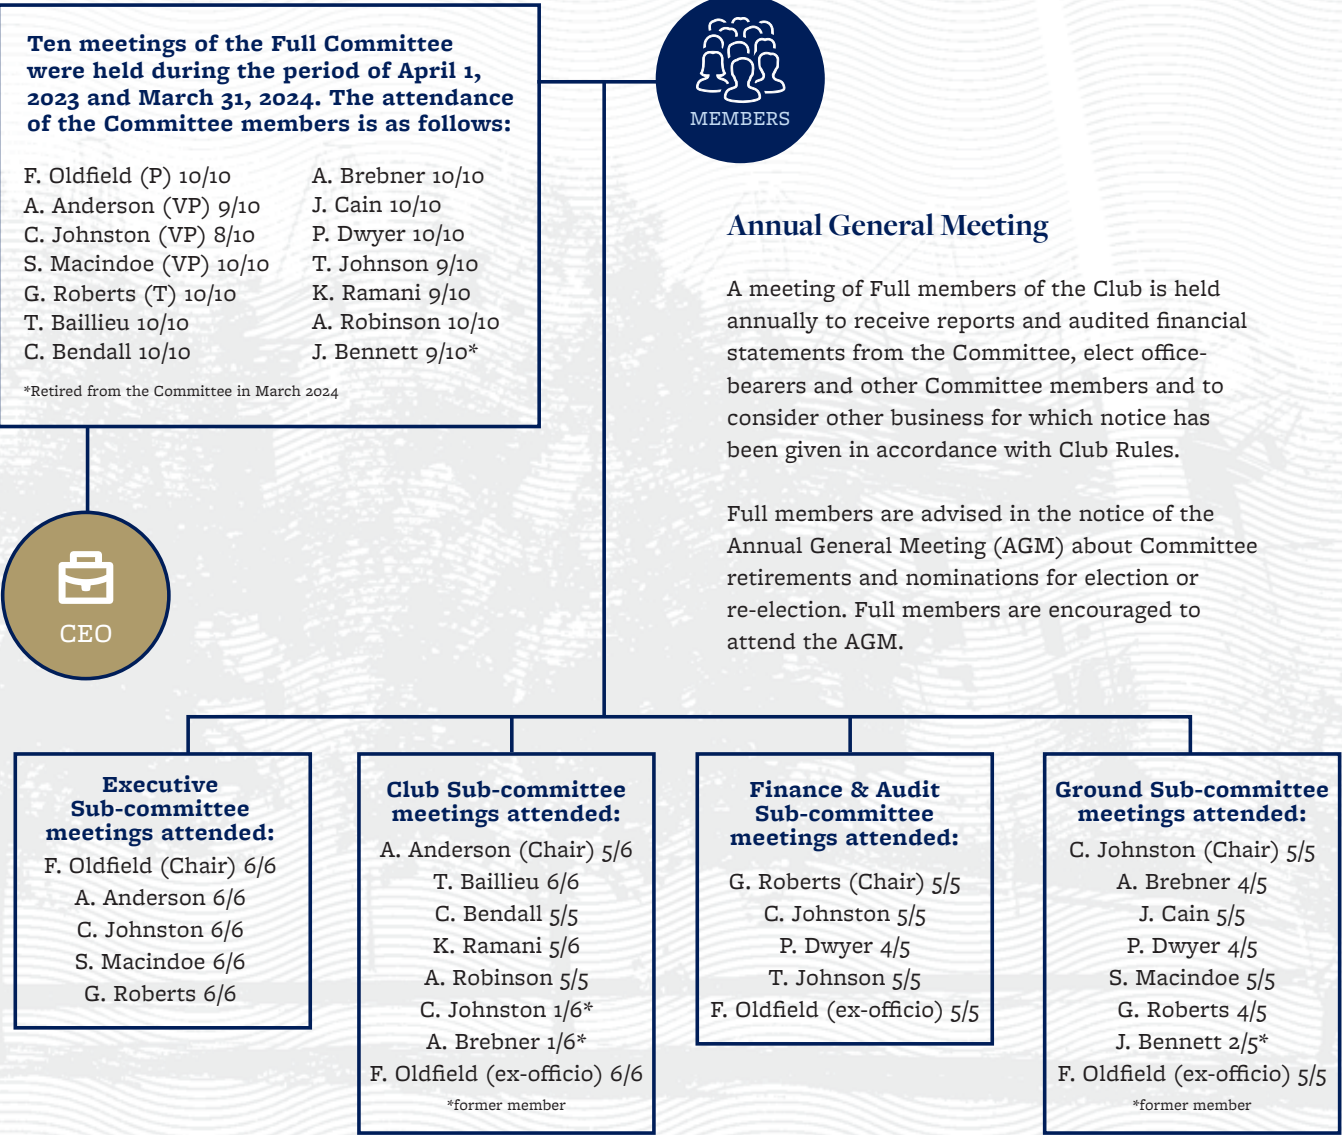 Ten meetings of the Full Committee
were held during the period of April 1,
2023 and March 31, 2024. The attendance
of the Committee members is as follows:
F. Oldfield (P) 10/10
A. Anderson (VP) 9/10
C. Johnston (VP) 8/10
S. Macindoe (VP) 10/10
G. Roberts (T) 10/10
T. Baillieu 10/10
C. Bendall 10/10
A. Brebner 10/10
J. Cain 10/10
P. Dwyer 10/10
T. Johnson 9/10
K. Ramani 9/10
A. Robinson 10/10
J. Bennett 9/10*
*Retired from the Committee in March 2024
MEMBERS
Annual General Meeting
A meeting of Full members of the Club is held
annually to receive reports and audited financial
statements from the Committee, elect office-
bearers and other Committee members and to
consider other business for which notice has
been given in accordance with Club Rules.
Full members are advised in the notice of the
Annual General Meeting (AGM) about Committee
retirements and nominations for election or
re-election. Full members are encouraged to
attend the AGM.
CEO
Executive
Sub-committee
meetings attended:
F. Oldfield (Chair) 6/6
A. Anderson 6/6
C. Johnston 6/6
S. Macindoe 6/6
G. Roberts 6/6
Club Sub-committee
meetings attended:
A. Anderson (Chair) 5/6
T. Baillieu 6/6
C. Bendall 5/5
K. Ramani 5/6
A. Robinson 5/5
C. Johnston 1/6*
A. Brebner 1/6*
F. Oldfield (ex-officio) 6/6
*former member
Finance & Audit
Sub-committee
meetings attended:
G. Roberts (Chair) 5/5
C. Johnston 5/5
P. Dwyer 4/5
T. Johnson 5/5
F. Oldfield (ex-officio) 5/5
Ground Sub-committee
meetings attended:
C. Johnston (Chair) 5/5
A. Brebner 4/5
J. Cain 5/5
P. Dwyer 4/5
S. Macindoe 5/5
G. Roberts 4/5
J. Bennett 2/5*
F. Oldfield (ex-officio) 5/5
*former member